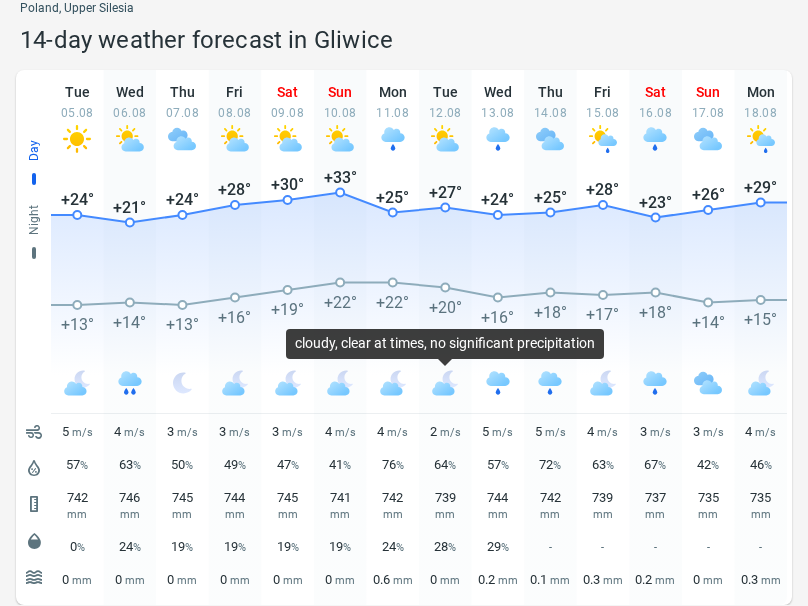 Poland, Upper Silesia
14-day weather forecast in Gliwice
Tue Wed Thu Fri Sat Sun Mon Tue Wed Thu Fri Sat Sun Mon
05.08 06.08 07.08 08.08 09.08 10.08 11.08 12.08 13.08 14.08 15.08 16.08 17.08 18.08
Day
+24° +21° +24° +28° +30° +33° +25° +27° +24° +25° +28° +23° +26° +29°
Night
+13° +14° +13° +16° +19° +22° +22° +20° +16° +18° +17° +18° +14° +15°
cloudy, clear at times, no significant precipitation
5 m/s 4 m/s 3 m/s 3 m/s 3 m/s 4 m/s 4 m/s 2 m/s 5 m/s 5 m/s 4 m/s 3 m/s 3 m/s 4 m/s
57% 63% 50% 49% 47% 41% 76% 64% 57% 72% 63% 67% 42% 46%
742 746 745 744 745 741 742 739 744 742 739 737 735 735
mm mm mm mm mm mm mm mm mm mm mm mm mm mm
0% 24% 19% 19% 19% 19% 24% 28% 29% - - - - -
0 mm 0 mm 0 mm 0 mm 0 mm 0 mm 0.6 mm 0 mm 0.2 mm 0.1 mm 0.3 mm 0.2 mm 0 mm 0.3 mm